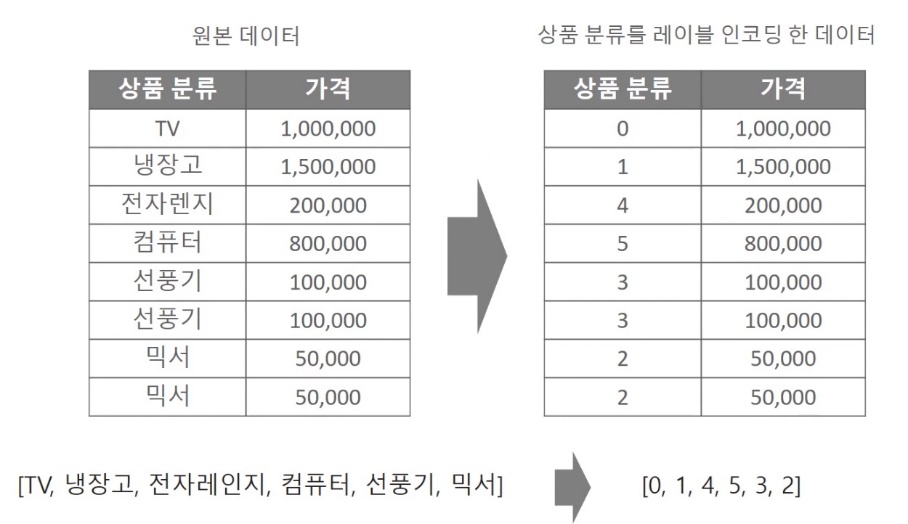 원본 데이터
상품 분류를 레이블 인코딩 한 데이터
상품 분류 가격
TV 1,000,000
냉장고 1,500,000
전자렌지 200,000
컴퓨터 800,000
선풍기 100,000
선풍기 100,000
믹서 50,000
믹서 50,000
상품 분류 가격
0 1,000,000
1 1,500,000
4 200,000
5 800,000
3 100,000
3 100,000
2 50,000
2 50,000
[TV, 냉장고, 전자레인지, 컴퓨터, 선풍기, 믹서]
[0, 1, 4, 5, 3, 2]